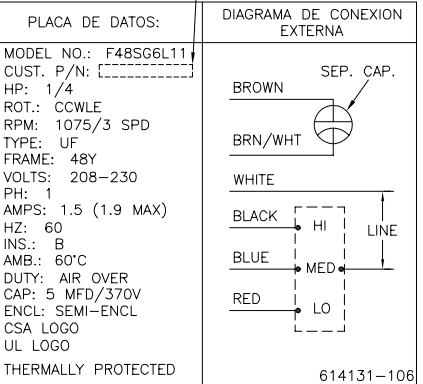 PLACA DE DATOS:
MODEL NO.: F48SG6L11
CUST. P/N:
HP: 1/4
ROT.: CCWLE
RPM: 1075/3 SPD
TYPE: UF
FRAME: 48Y
VOLTS: 208-230
PH: 1
AMPS: 1.5 (1.9 MAX)
HZ: 60
INS.: B
AMB.: 60°C
DUTY: AIR OVER
CAP: 5 MFD/370V
ENCL: SEMI-ENCL
CSA LOGO
UL LOGO
THERMALLY PROTECTED
DIAGRAMA DE CONEXION
EXTERNA
SEP. CAP.
BROWN
BRN/WHT
WHITE
BLACK
HI
LINE
BLUE
MED
RED
LO
614131-106